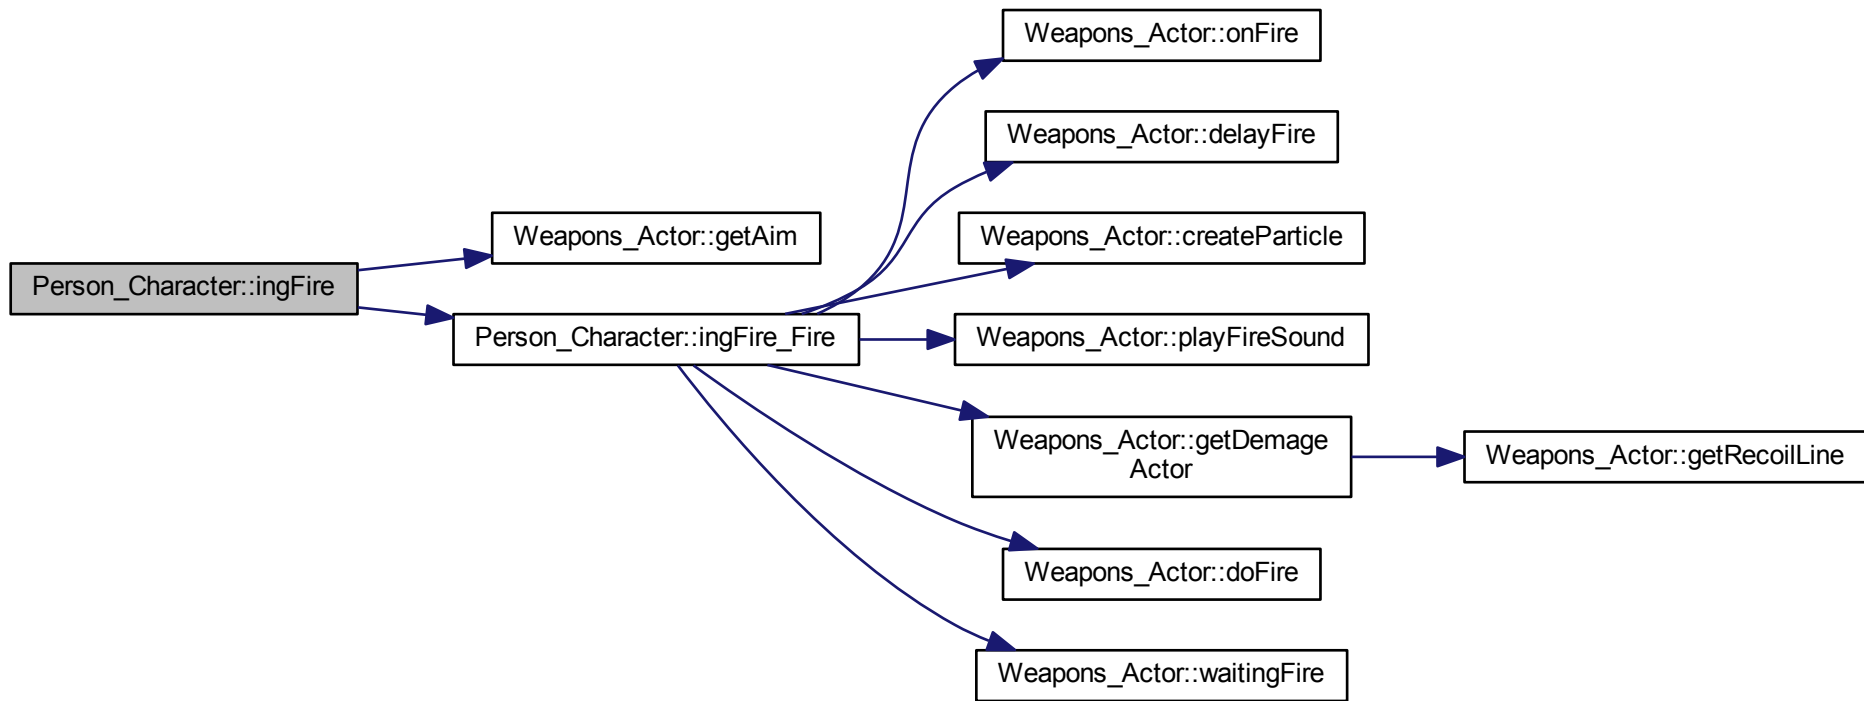 Weapons_Actor::onFire
Weapons_Actor::delayFire
Weapons_Actor::getAim
Weapons_Actor::createParticle
Person_Character::ingFire
Person_Character::ingFire_Fire
Weapons_Actor::playFireSound
Weapons_Actor::getDemage
Actor
Weapons_Actor::getRecoilLine
Weapons_Actor::doFire
Weapons_Actor::waitingFire